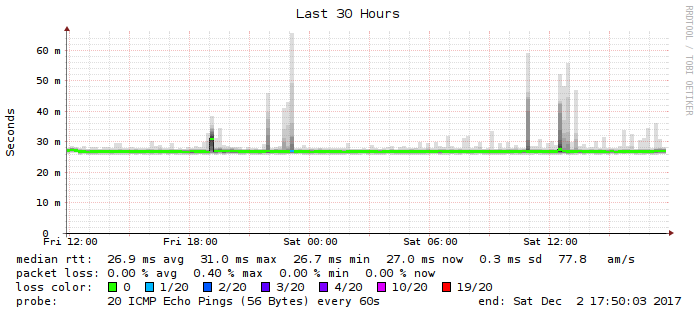 Last 30 Hours
RRDTOOL / TOBI OETIKER
Seconds
60 m
50 m
40 m
30 m
20 m
10 m
0
Fri 12:00 Fri 18:00 Sat 00:00 Sat 06:00 Sat 12:00
median rtt: 26.9 ms avg 31.0 ms max 26.7 ms min 27.0 ms now 0.3 ms sd 77.8 am/s
packet loss: 0.00 % avg 0.40 % max 0.00 % min 0.00 % now
loss color: 0 1/20 2/20 3/20 4/20 10/20 19/20
probe: 20 ICMP Echo Pings (56 Bytes) every 60s end: Sat Dec 2 17:50:03 2017